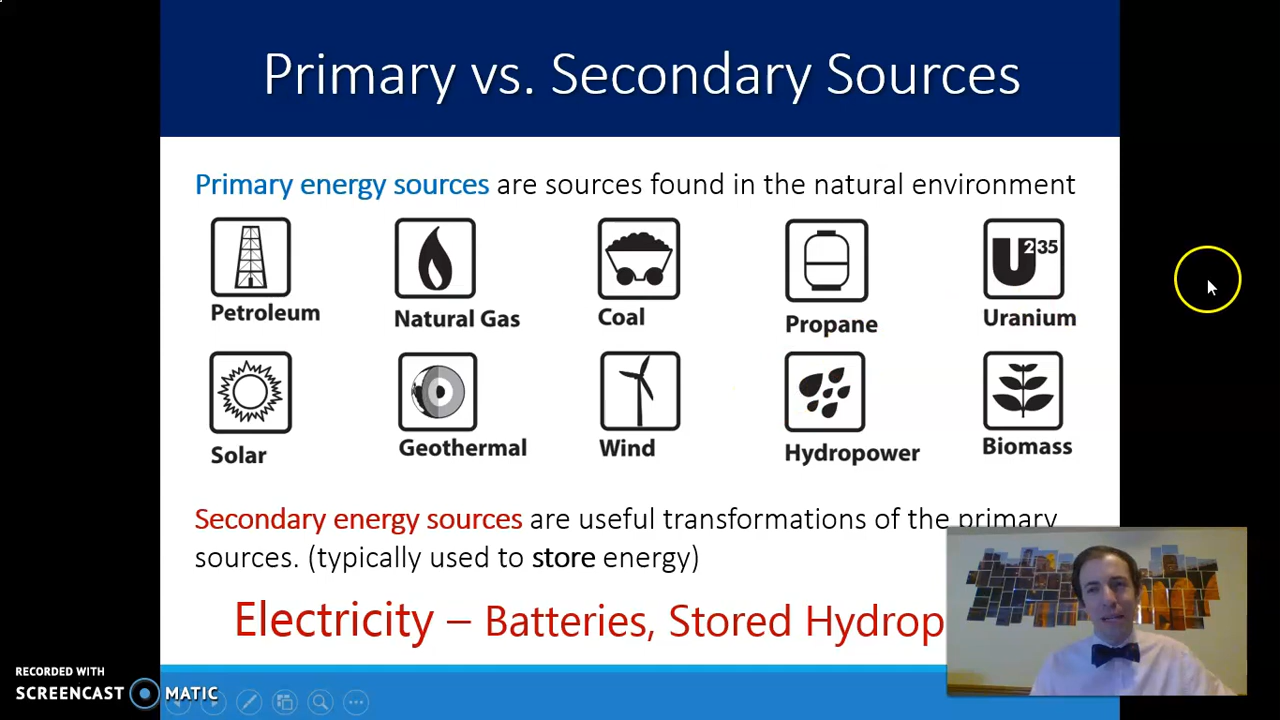 Primary vs. Secondary Sources
Primary energy sources are sources found in the natural environment
U235
Petroleum
Natural Gas
Coal
Propane
Uranium
Solar
Geothermal
Wind
Hydropower
Biomass
Secondary energy sources are useful transformations of the primary
sources. (typically used to store energy)
Electricity – Batteries, Stored Hydrop
RECORDED WITH
SCREENCAST MATIC